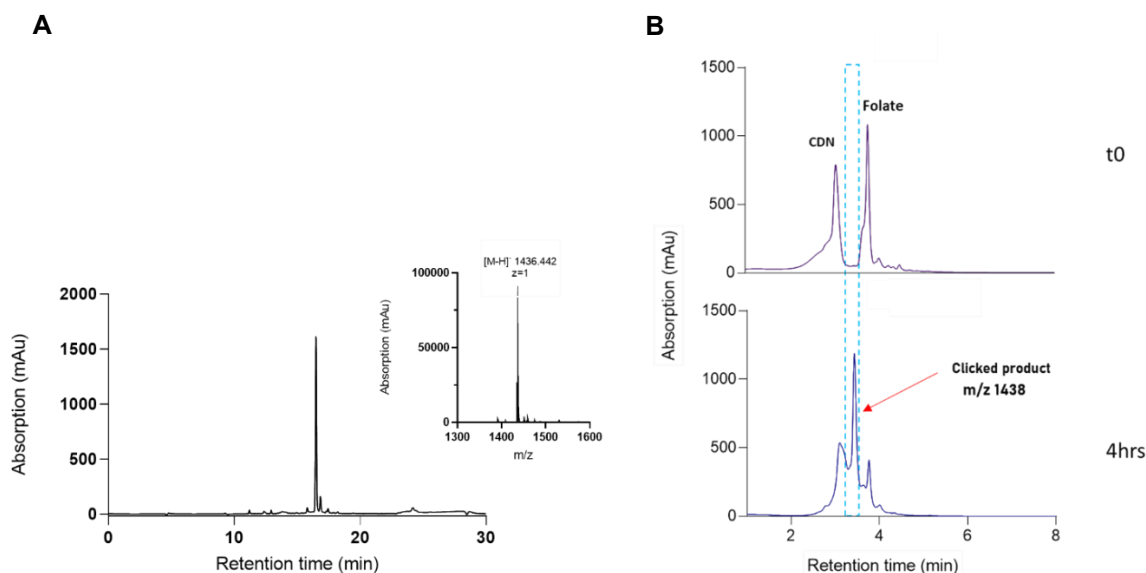 A
B
2000
1500
1000
500
0
0
10
20
30
Absorption (mAu)
Retention time (min)
[M-H]- 1436.442
z=1
100000
50000
0
1300
1400
1500
1600
Absorption (mAu)
m/z
1500
1000
500
0
CDN
Folate
t0
Absorption (mAu)
1500
1000
500
0
Clicked product
m/z 1438
4hrs
2
4
6
8
Retention time (min)